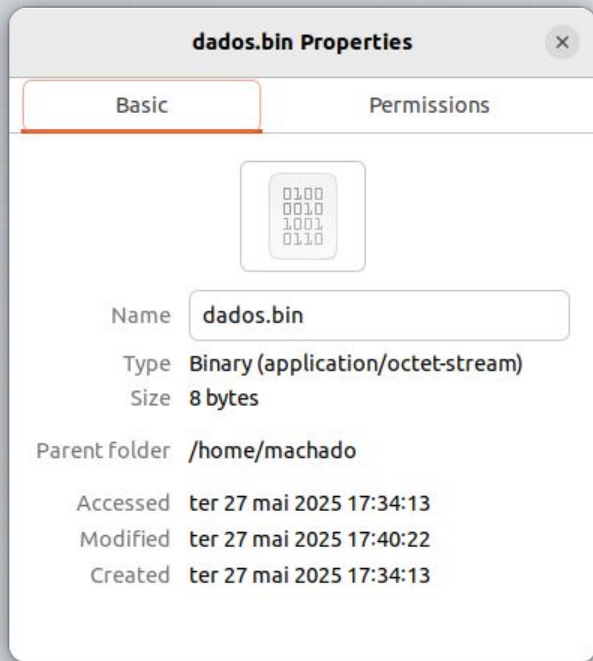 dados.bin Properties
Basic Permissions
0100
0010
1001
0110
Name dados.bin
Type Binary (application/octet-stream)
Size 8 bytes
Parent folder /home/machado
Accessed ter 27 mai 2025 17:34:13
Modified ter 27 mai 2025 17:40:22
Created ter 27 mai 2025 17:34:13